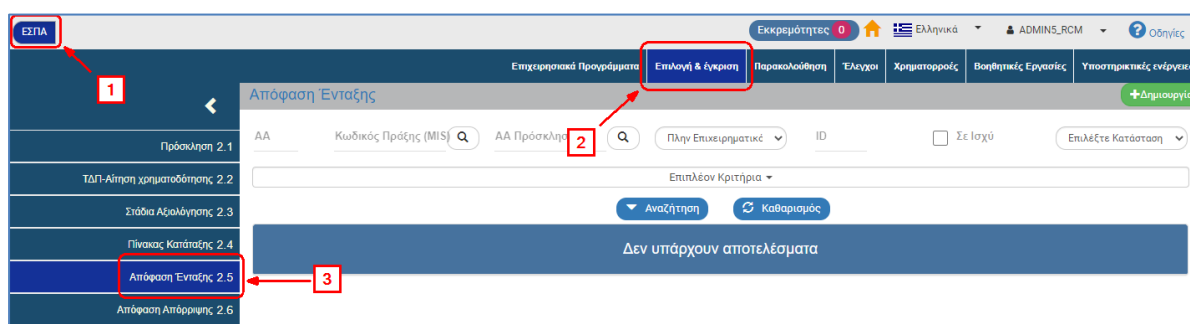 ΕΣΠΑ Εκκρεμότητες 0 Ελληνικά ADMIN5_RCM Οδηγίες
1 Επιχειρησιακά Προγράμματα Επιλογή & έγκριση Παρακολούθηση Έλεγχοι Χρηματορροές Βοηθητικές Εργασίες Υποστηρικτικές ενέργειες
Απόφαση Ένταξης +Δημιουργία
2
ΑΑ Κωδικός Πράξης (MIS) ΑΑ Πρόσκλησ Πλην Επιχειρηματικό ID Σε Ισχύ Επιλέξτε Κατάσταση
Πρόσκληση 2.1
ΤΔΠ-Αίτηση χρηματοδότησης 2.2 Επιπλέον Κριτήρια
Στάδια Αξιολόγησης 2.3 Αναζήτηση Καθαρισμός
Πίνακας Κατάταξης 2.4 Δεν υπάρχουν αποτελέσματα
Απόφαση Ένταξης 2.5 3
Απόφαση Απόρριψης 2.6